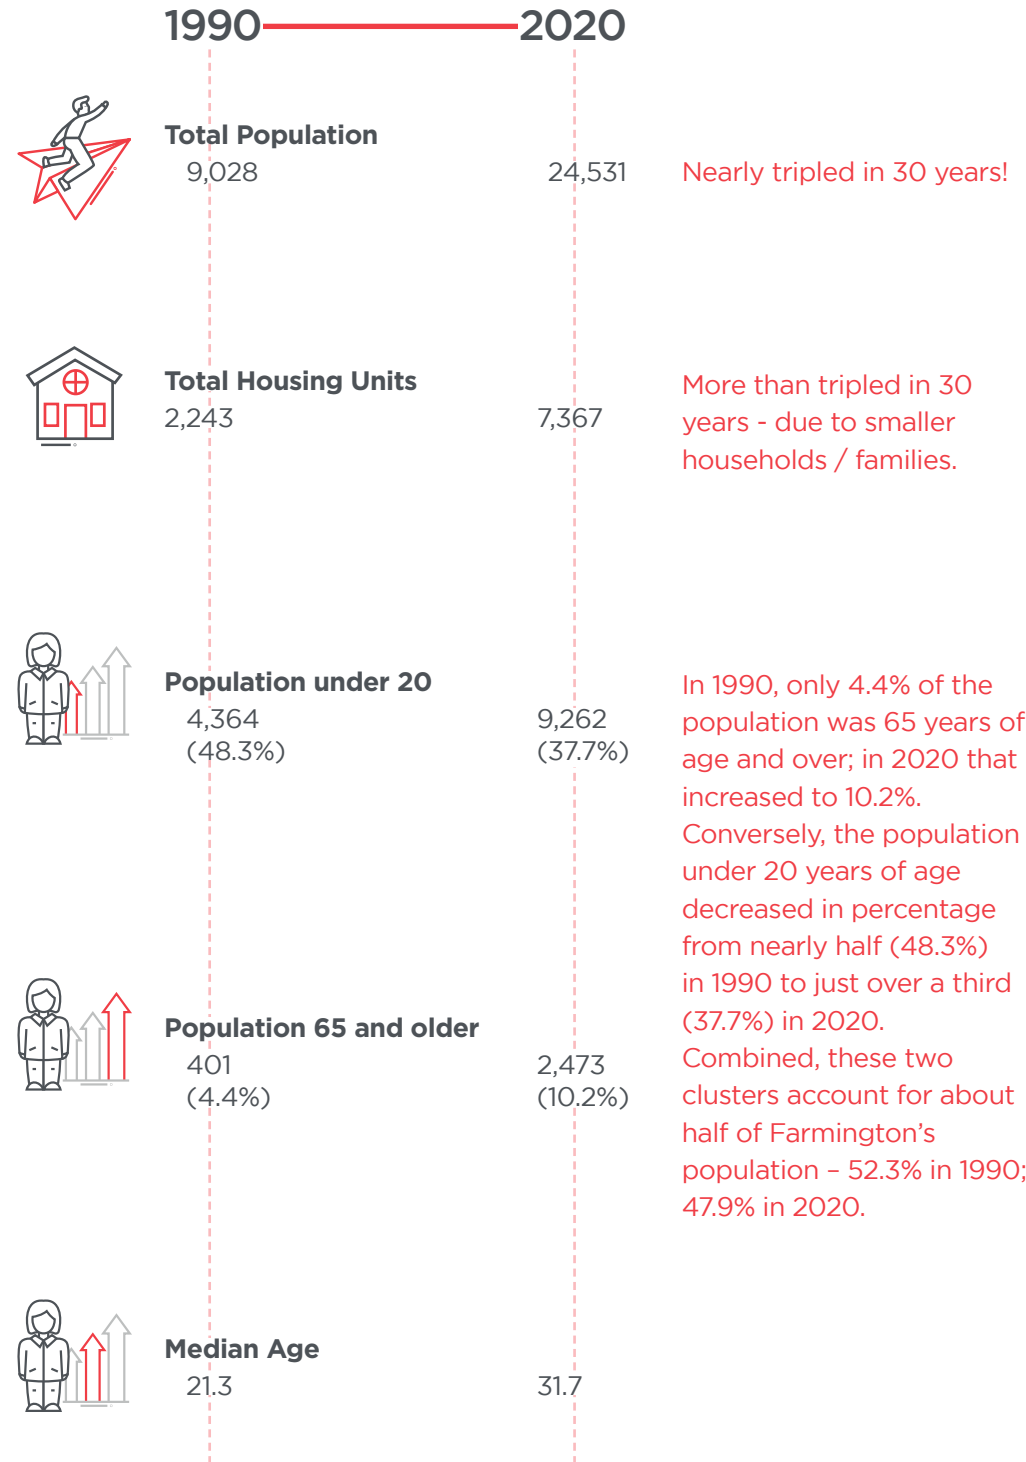 1990 2020
Total Population
9,028 24,531 Nearly tripled in 30 years!
Total Housing Units
2,243 7,367
More than tripled in 30
years - due to smaller
households / families.
Population under 20
4,364 9,262
(48.3%) (37.7%)
In 1990, only 4.4% of the
population was 65 years of
age and over; in 2020 that
increased to 10.2%.
Conversely, the population
under 20 years of age
decreased in percentage
from nearly half (48.3%)
in 1990 to just over a third
(37.7%) in 2020.
Combined, these two
clusters account for about
half of Farmington’s
population – 52.3% in 1990;
47.9% in 2020.
Population 65 and older
401 2,473
(4.4%) (10.2%)
Median Age
21.3 31.7